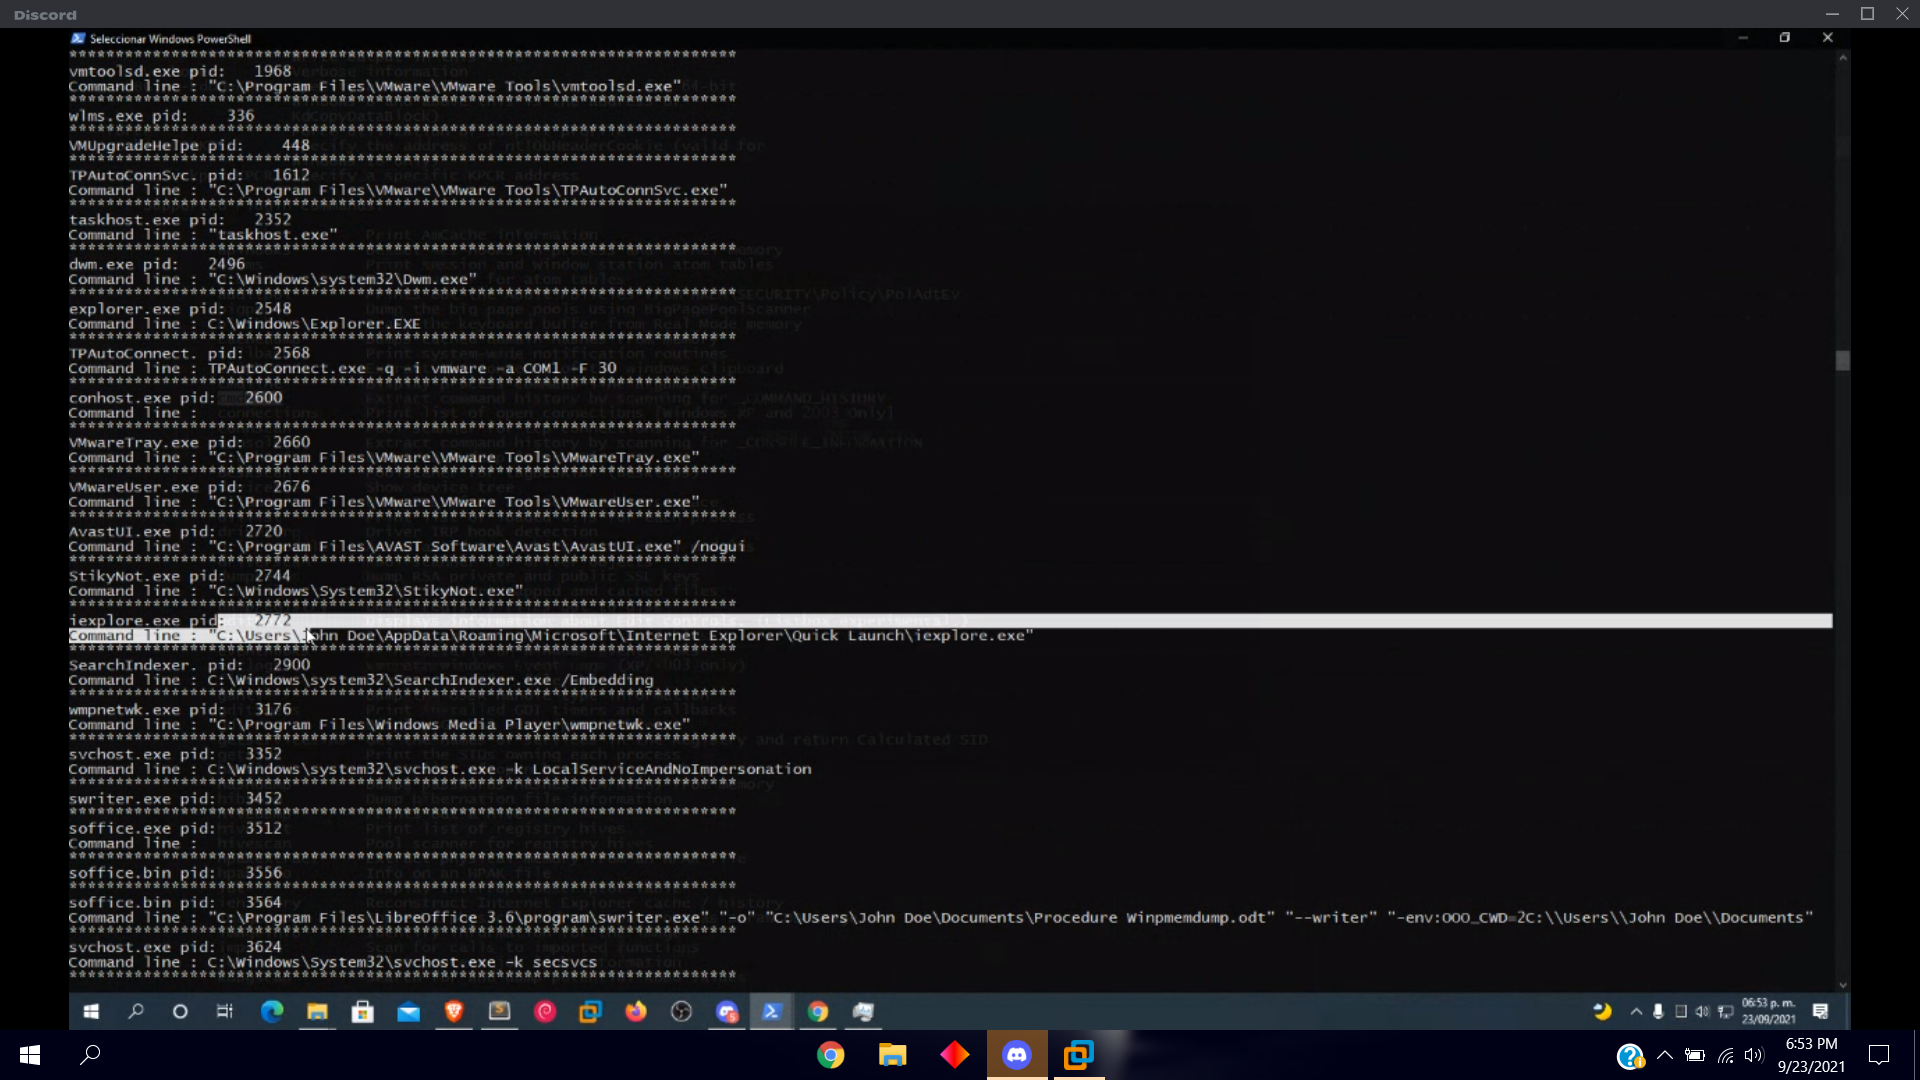 Discord
Seleccionar Windows PowerShell
************************************************************************
vmtoolsd.exe pid:   1968
Command line : "C:\Program Files\VMware\VMware Tools\vmtoolsd.exe"
************************************************************************
wlms.exe pid:    336
************************************************************************
VMUpgradeHelpe pid:    448
************************************************************************
TPAutoConnSvc. pid:   1612
Command line : "C:\Program Files\VMware\VMware Tools\TPAutoConnSvc.exe"
************************************************************************
taskhost.exe pid:   2352
Command line : "taskhost.exe"
************************************************************************
dwm.exe pid:   2496
Command line : "C:\Windows\system32\Dwm.exe"
************************************************************************
explorer.exe pid:   2548
Command line : C:\Windows\Explorer.EXE
************************************************************************
TPAutoConnect. pid:   2568
Command line : TPAutoConnect.exe -q -i vmware -a COM1 -F 30
************************************************************************
conhost.exe pid:   2600
Command line :
************************************************************************
VMwareTray.exe pid:   2660
Command line : "C:\Program Files\VMware\VMware Tools\VMwareTray.exe"
************************************************************************
VMwareUser.exe pid:   2676
Command line : "C:\Program Files\VMware\VMware Tools\VMwareUser.exe"
************************************************************************
AvastUI.exe pid:   2720
Command line : "C:\Program Files\AVAST Software\Avast\AvastUI.exe" /nogui
************************************************************************
StikyNot.exe pid:   2744
Command line : "C:\Windows\System32\StikyNot.exe"
************************************************************************
iexplore.exe pid:   2772
Command line : "C:\Users\John Doe\AppData\Roaming\Microsoft\Internet Explorer\Quick Launch\iexplore.exe"
************************************************************************
SearchIndexer. pid:   2900
Command line : C:\Windows\system32\SearchIndexer.exe /Embedding
************************************************************************
wmpnetwk.exe pid:   3176
Command line : "C:\Program Files\Windows Media Player\wmpnetwk.exe"
************************************************************************
svchost.exe pid:   3352
Command line : C:\Windows\system32\svchost.exe -k LocalServiceAndNoImpersonation
************************************************************************
swriter.exe pid:   3452
************************************************************************
soffice.exe pid:   3512
Command line :
************************************************************************
soffice.bin pid:   3556
************************************************************************
soffice.bin pid:   3564
Command line : "C:\Program Files\LibreOffice 3.6\program\swriter.exe" "-o" "C:\Users\John Doe\Documents\Procedure Winpmemdump.odt" "--writer" "-env:OOO_CWD=2C:\\Users\\John Doe\\Documents"
************************************************************************
svchost.exe pid:   3624
Command line : C:\Windows\System32\svchost.exe -k secsvcs
************************************************************************
06:53 p. m.
23/09/2021
6:53 PM
9/23/2021